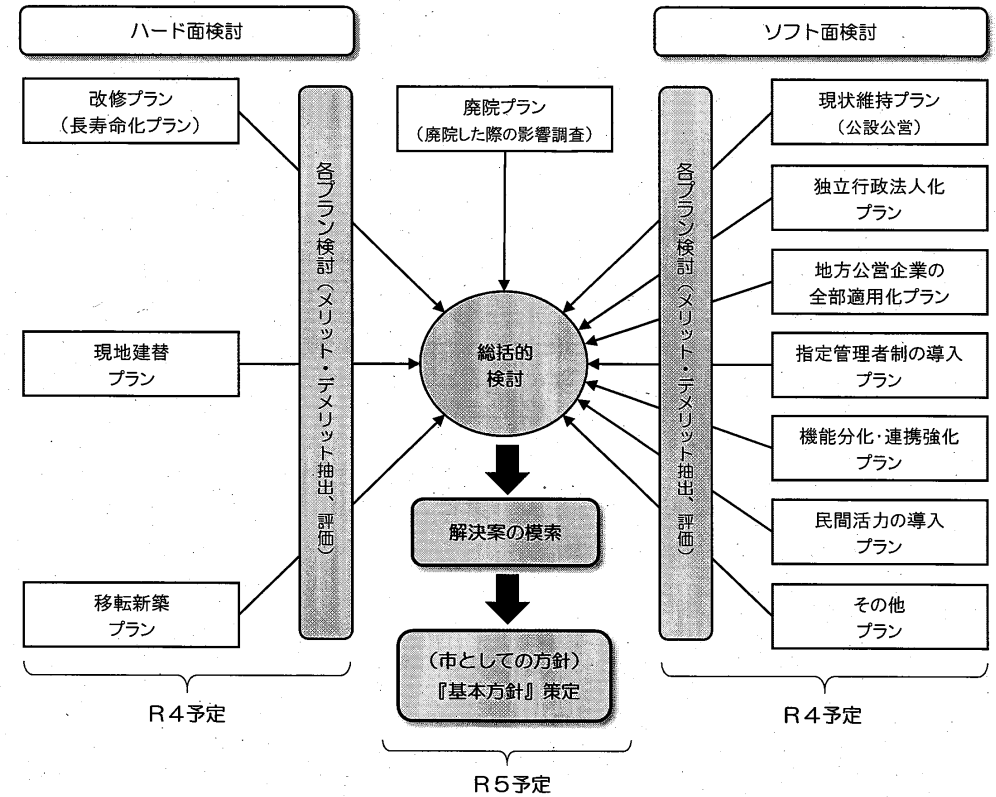 ハード面検討
改修プラン
（長寿命化プラン）
現地建替
プラン
移転新築
プラン
各プラン検討（メリット・デメリット抽出、評価）
R4予定
廃院プラン
（廃院した際の影響調査）
総括的
検討
解決案の模索
（市としての方針）
『基本方針』策定
R5予定
ソフト面検討
各プラン検討（メリット・デメリット抽出、評価）
現状維持プラン
（公設公営）
独立行政法人化
プラン
地方公営企業の
全部適用化プラン
指定管理者制の導入
プラン
機能分化・連携強化
プラン
民間活力の導入
プラン
その他
プラン
R4予定